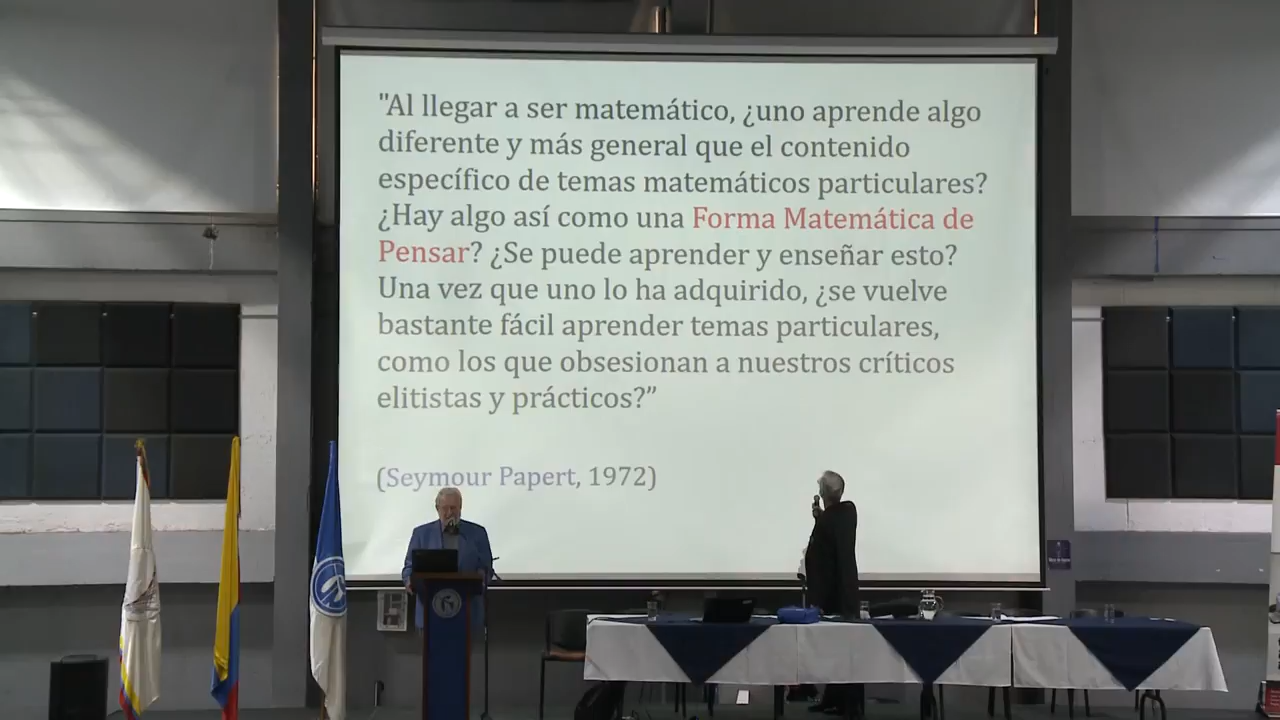 "Al llegar a ser matemático, ¿uno aprende algo
diferente y más general que el contenido
específico de temas matemáticos particulares?
¿Hay algo así como una Forma Matemática de
Pensar? ¿Se puede aprender y enseñar esto?
Una vez que uno lo ha adquirido, ¿se vuelve
bastante fácil aprender temas particulares,
como los que obsesionan a nuestros críticos
elitistas y prácticos?”
(Seymour Papert, 1972)